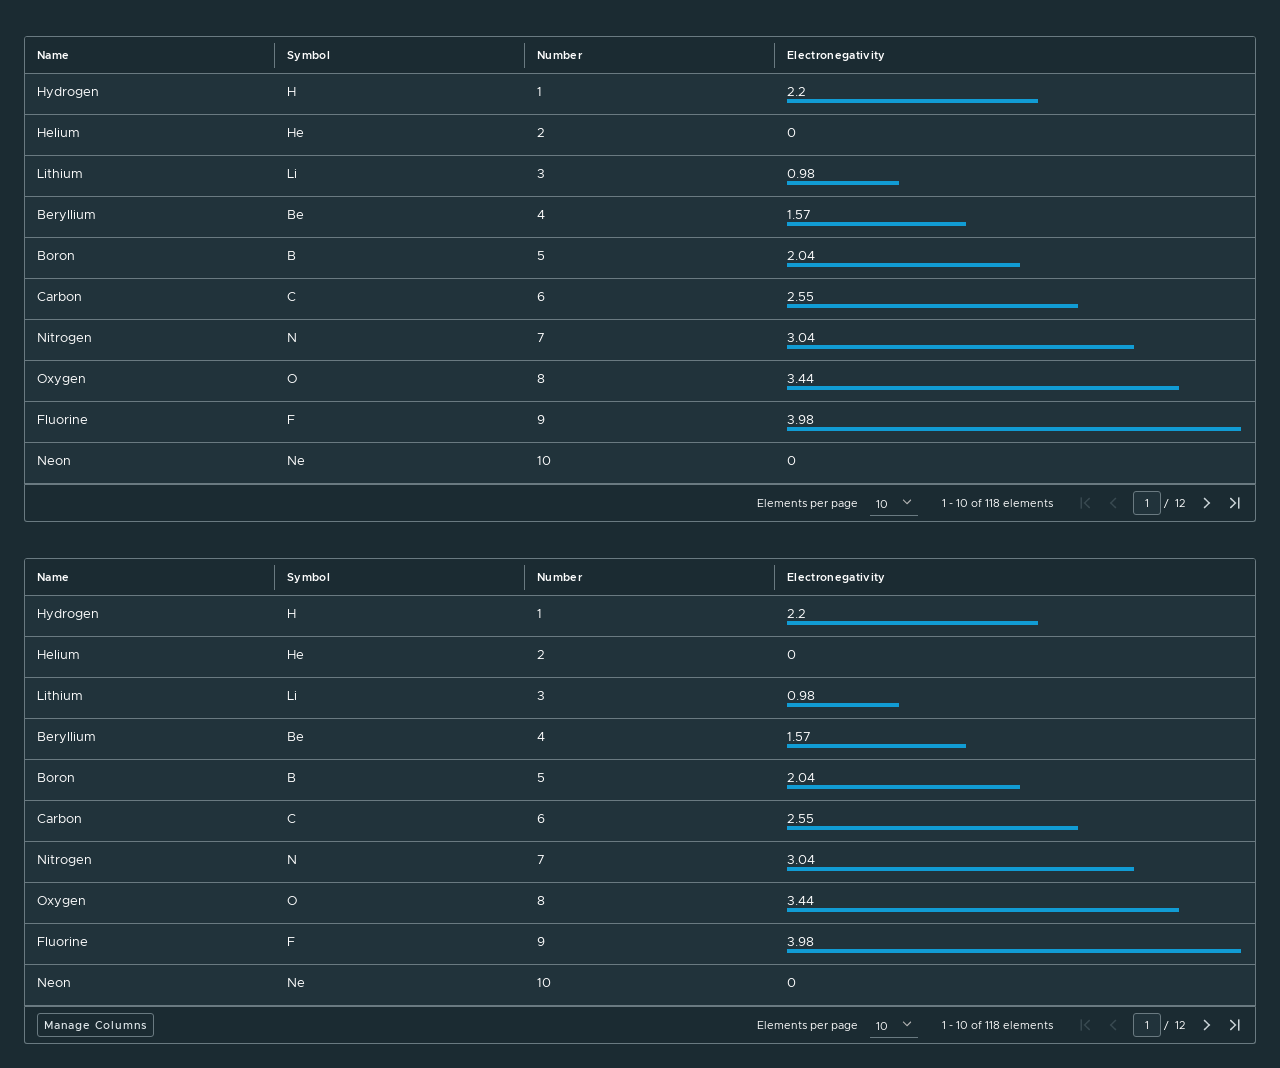 Name Symbol Number Electronegativity
Hydrogen H 1 2.2
Helium He 2 0
Lithium Li 3 0.98
Beryllium Be 4 1.57
Boron B 5 2.04
Carbon C 6 2.55
Nitrogen N 7 3.04
Oxygen O 8 3.44
Fluorine F 9 3.98
Neon Ne 10 0
Elements per page 10 1 - 10 of 118 elements 1 / 12
Name Symbol Number Electronegativity
Hydrogen H 1 2.2
Helium He 2 0
Lithium Li 3 0.98
Beryllium Be 4 1.57
Boron B 5 2.04
Carbon C 6 2.55
Nitrogen N 7 3.04
Oxygen O 8 3.44
Fluorine F 9 3.98
Neon Ne 10 0
Manage Columns Elements per page 10 1 - 10 of 118 elements 1 / 12